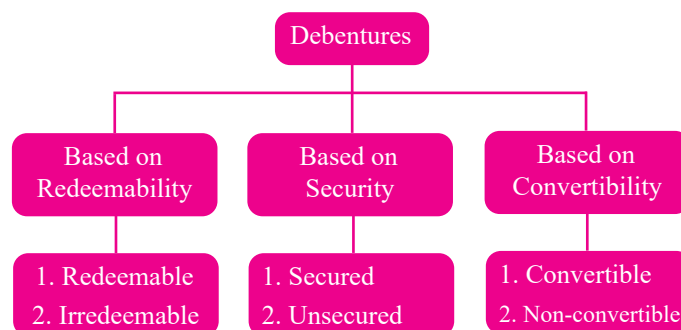 Debentures
Based on
Redeemability
Based on
Security
Based on
Convertibility
1. Redeemable
2. Irredeemable
1. Secured
2. Unsecured
1. Convertible
2. Non-convertible